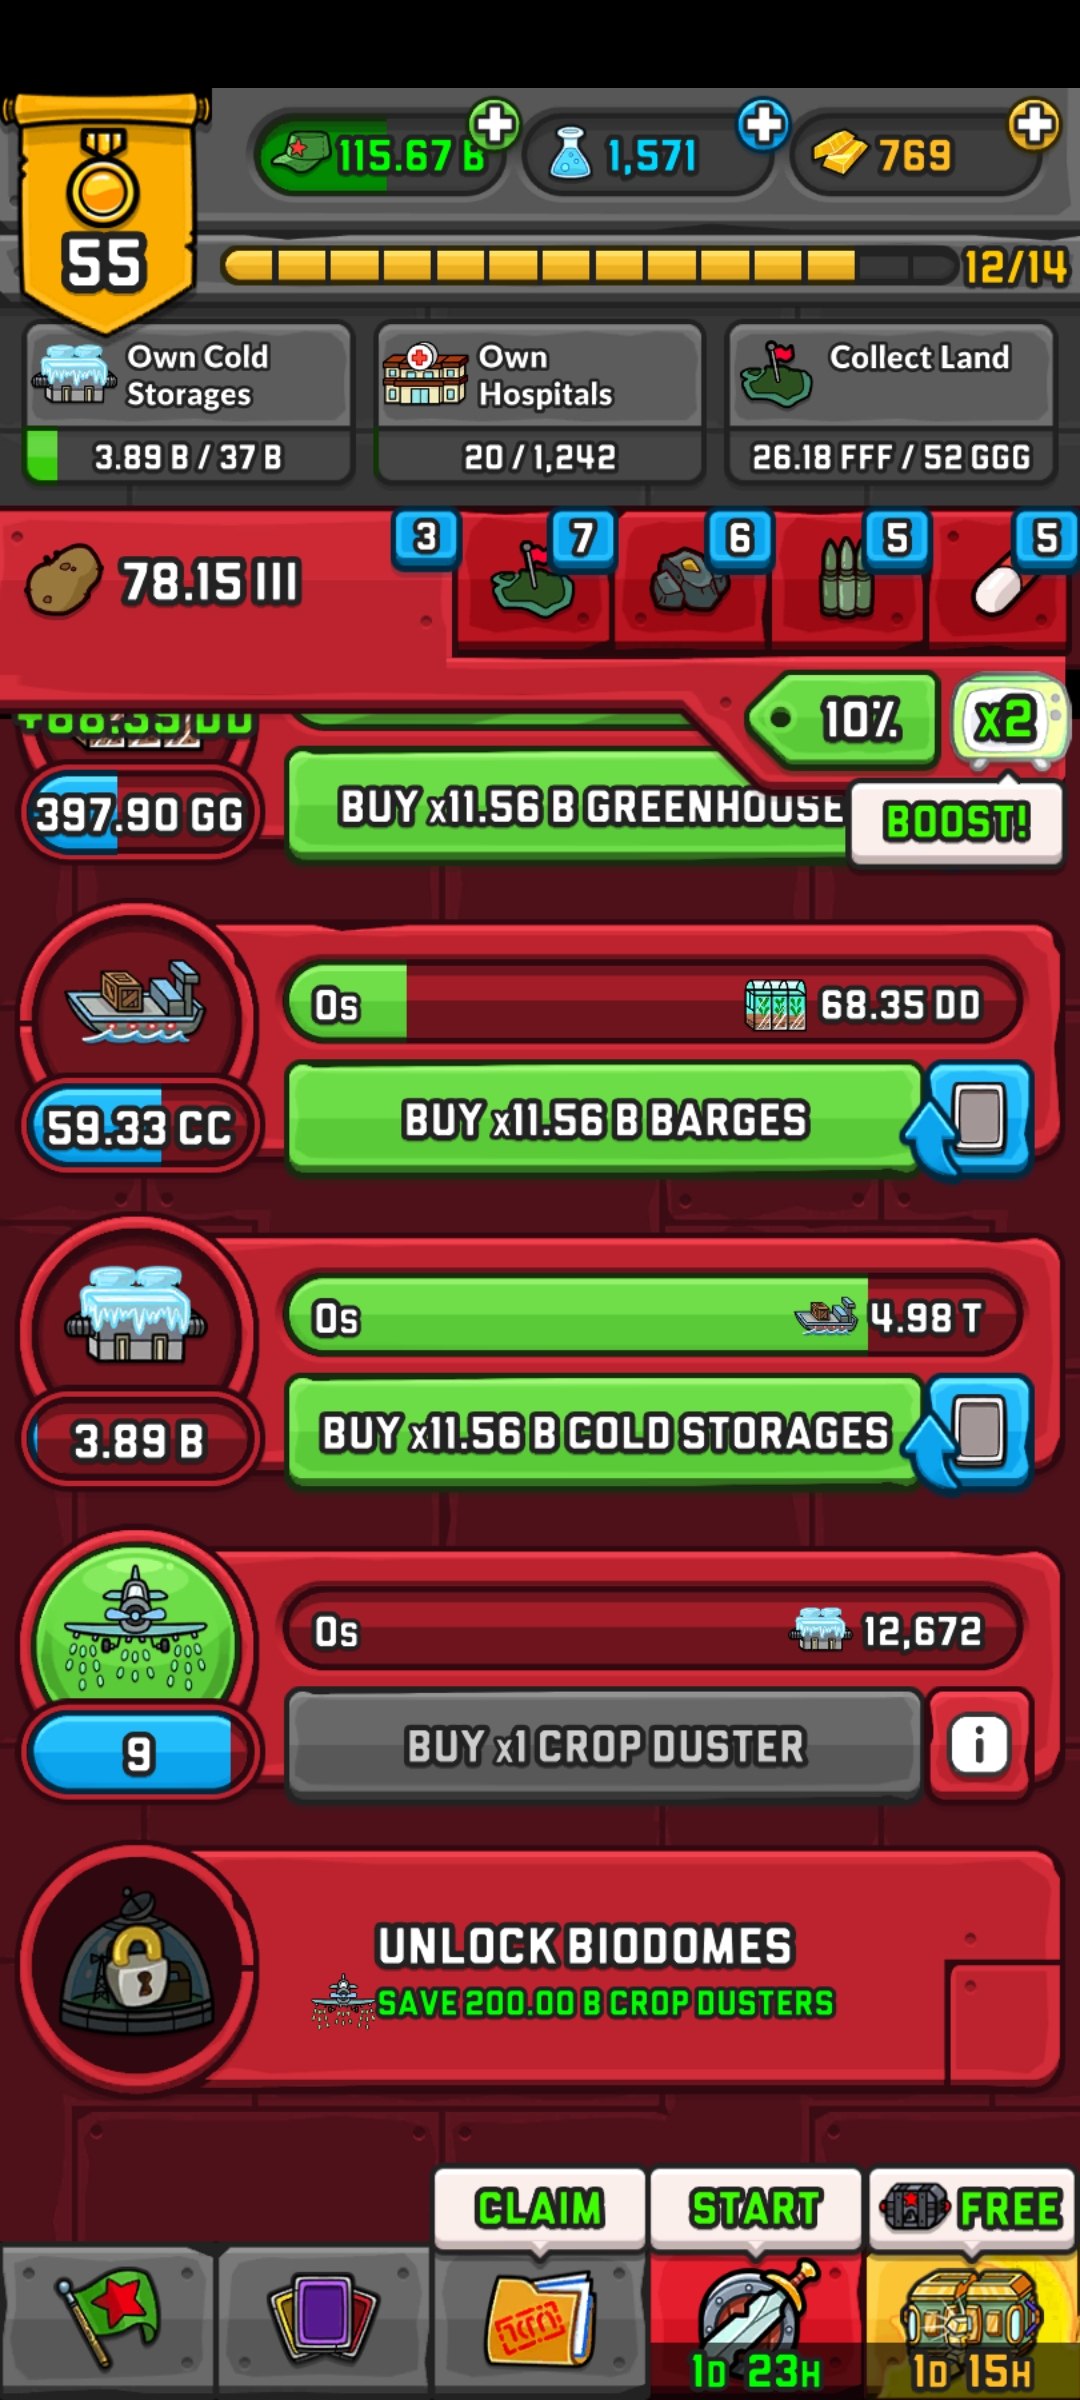 115.67 B
1,571
769
55
12/14
Own Cold
Storages
3.89 B / 37 B
Own
Hospitals
20 / 1,242
Collect Land
26.18 FFF / 52 GGG
78.15 III
3
7
6
5
5
10%
x2
BOOST!
+68.35 DD
397.90 GG
BUY x11.56 B GREENHOUSE
0s
68.35 DD
59.33 CC
BUY x11.56 B BARGES
0s
4.98 T
3.89 B
BUY x11.56 B COLD STORAGES
0s
12,672
9
BUY x1 CROP DUSTER
i
UNLOCK BIODOMES
SAVE 200.00 B CROP DUSTERS
CLAIM
START
FREE
1D 23H
1D 15H